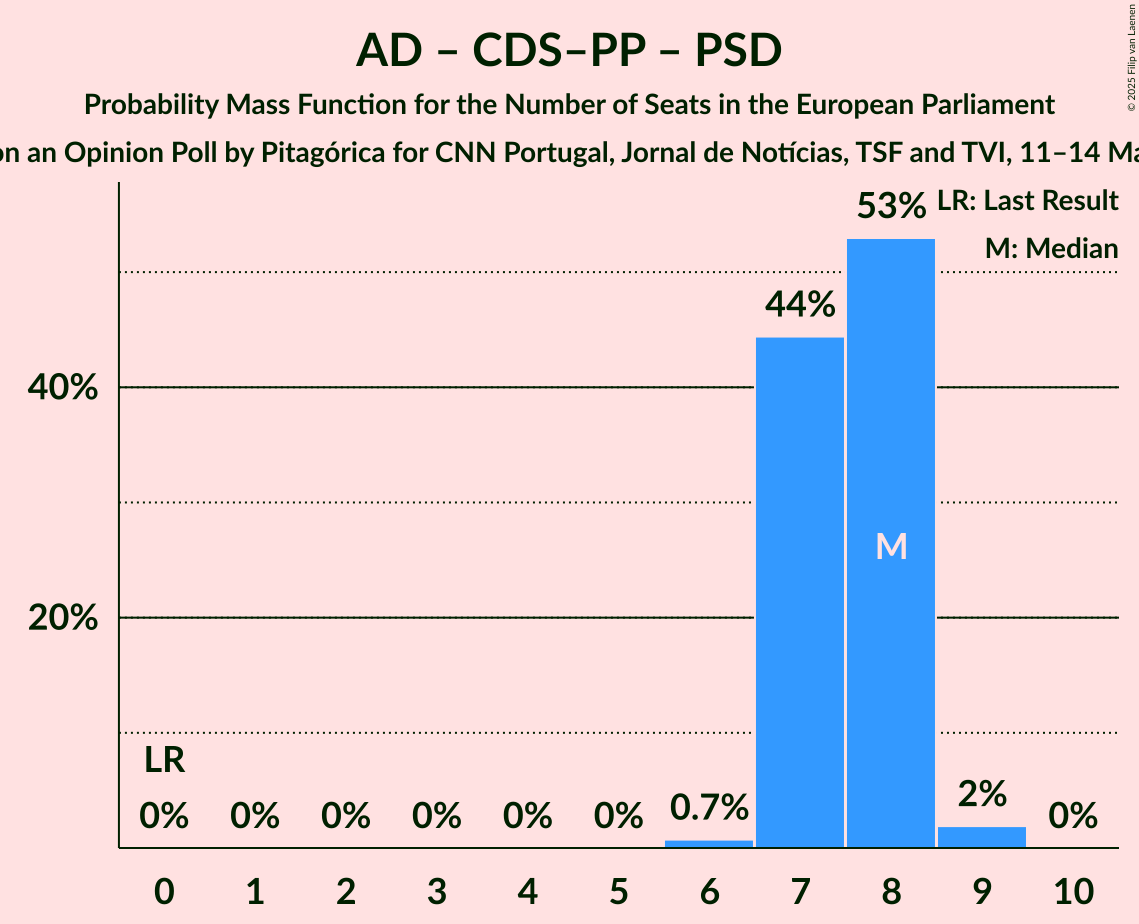 AD – CDS–PP – PSD
Probability Mass Function for the Number of Seats in the European Parliament
on an Opinion Poll by Pitagórica for CNN Portugal, Jornal de Notícias, TSF and TVI, 11–14
© 2025 Filip van Laenen
LR: Last Result
M: Median
53%
44%
40%
M
20%
LR
0% 0% 0% 0% 0% 0% 0.7% 2% 0%
0 1 2 3 4 5 6 7 8 9 10